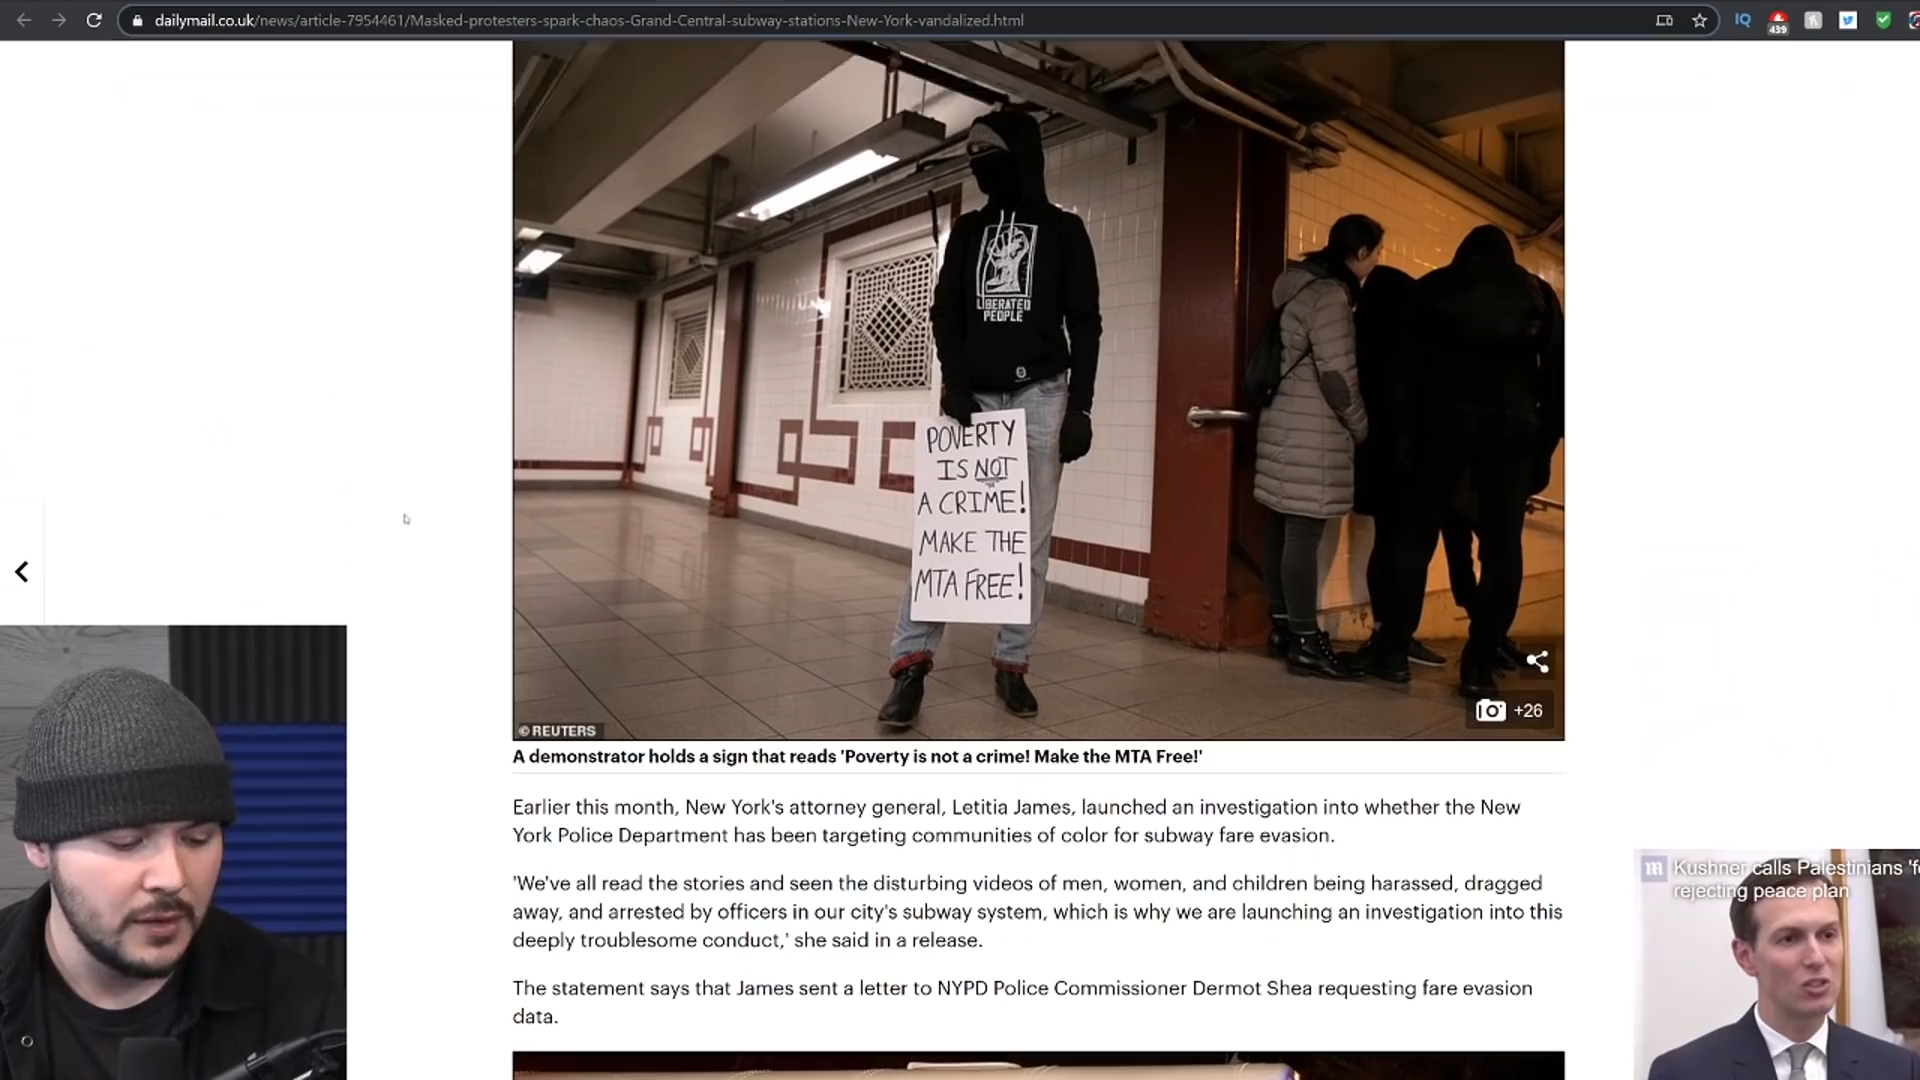 dailymail.co.uk/news/article-7954461/Masked-protesters-spark-chaos-Grand-Central-subway-stations-New-York-vandalized.html
IQ
439
LIBERATED
PEOPLE
POVERTY
IS NOT
A CRIME!
MAKE THE
MTA FREE!
+26
© REUTERS
A demonstrator holds a sign that reads 'Poverty is not a crime! Make the MTA Free!'
Earlier this month, New York's attorney general, Letitia James, launched an investigation into whether the New
York Police Department has been targeting communities of color for subway fare evasion.
'We've all read the stories and seen the disturbing videos of men, women, and children being harassed, dragged
away, and arrested by officers in our city's subway system, which is why we are launching an investigation into this
deeply troublesome conduct,' she said in a release.
The statement says that James sent a letter to NYPD Police Commissioner Dermot Shea requesting fare evasion
data.
m Kushner calls Palestinians
rejecting peace plan